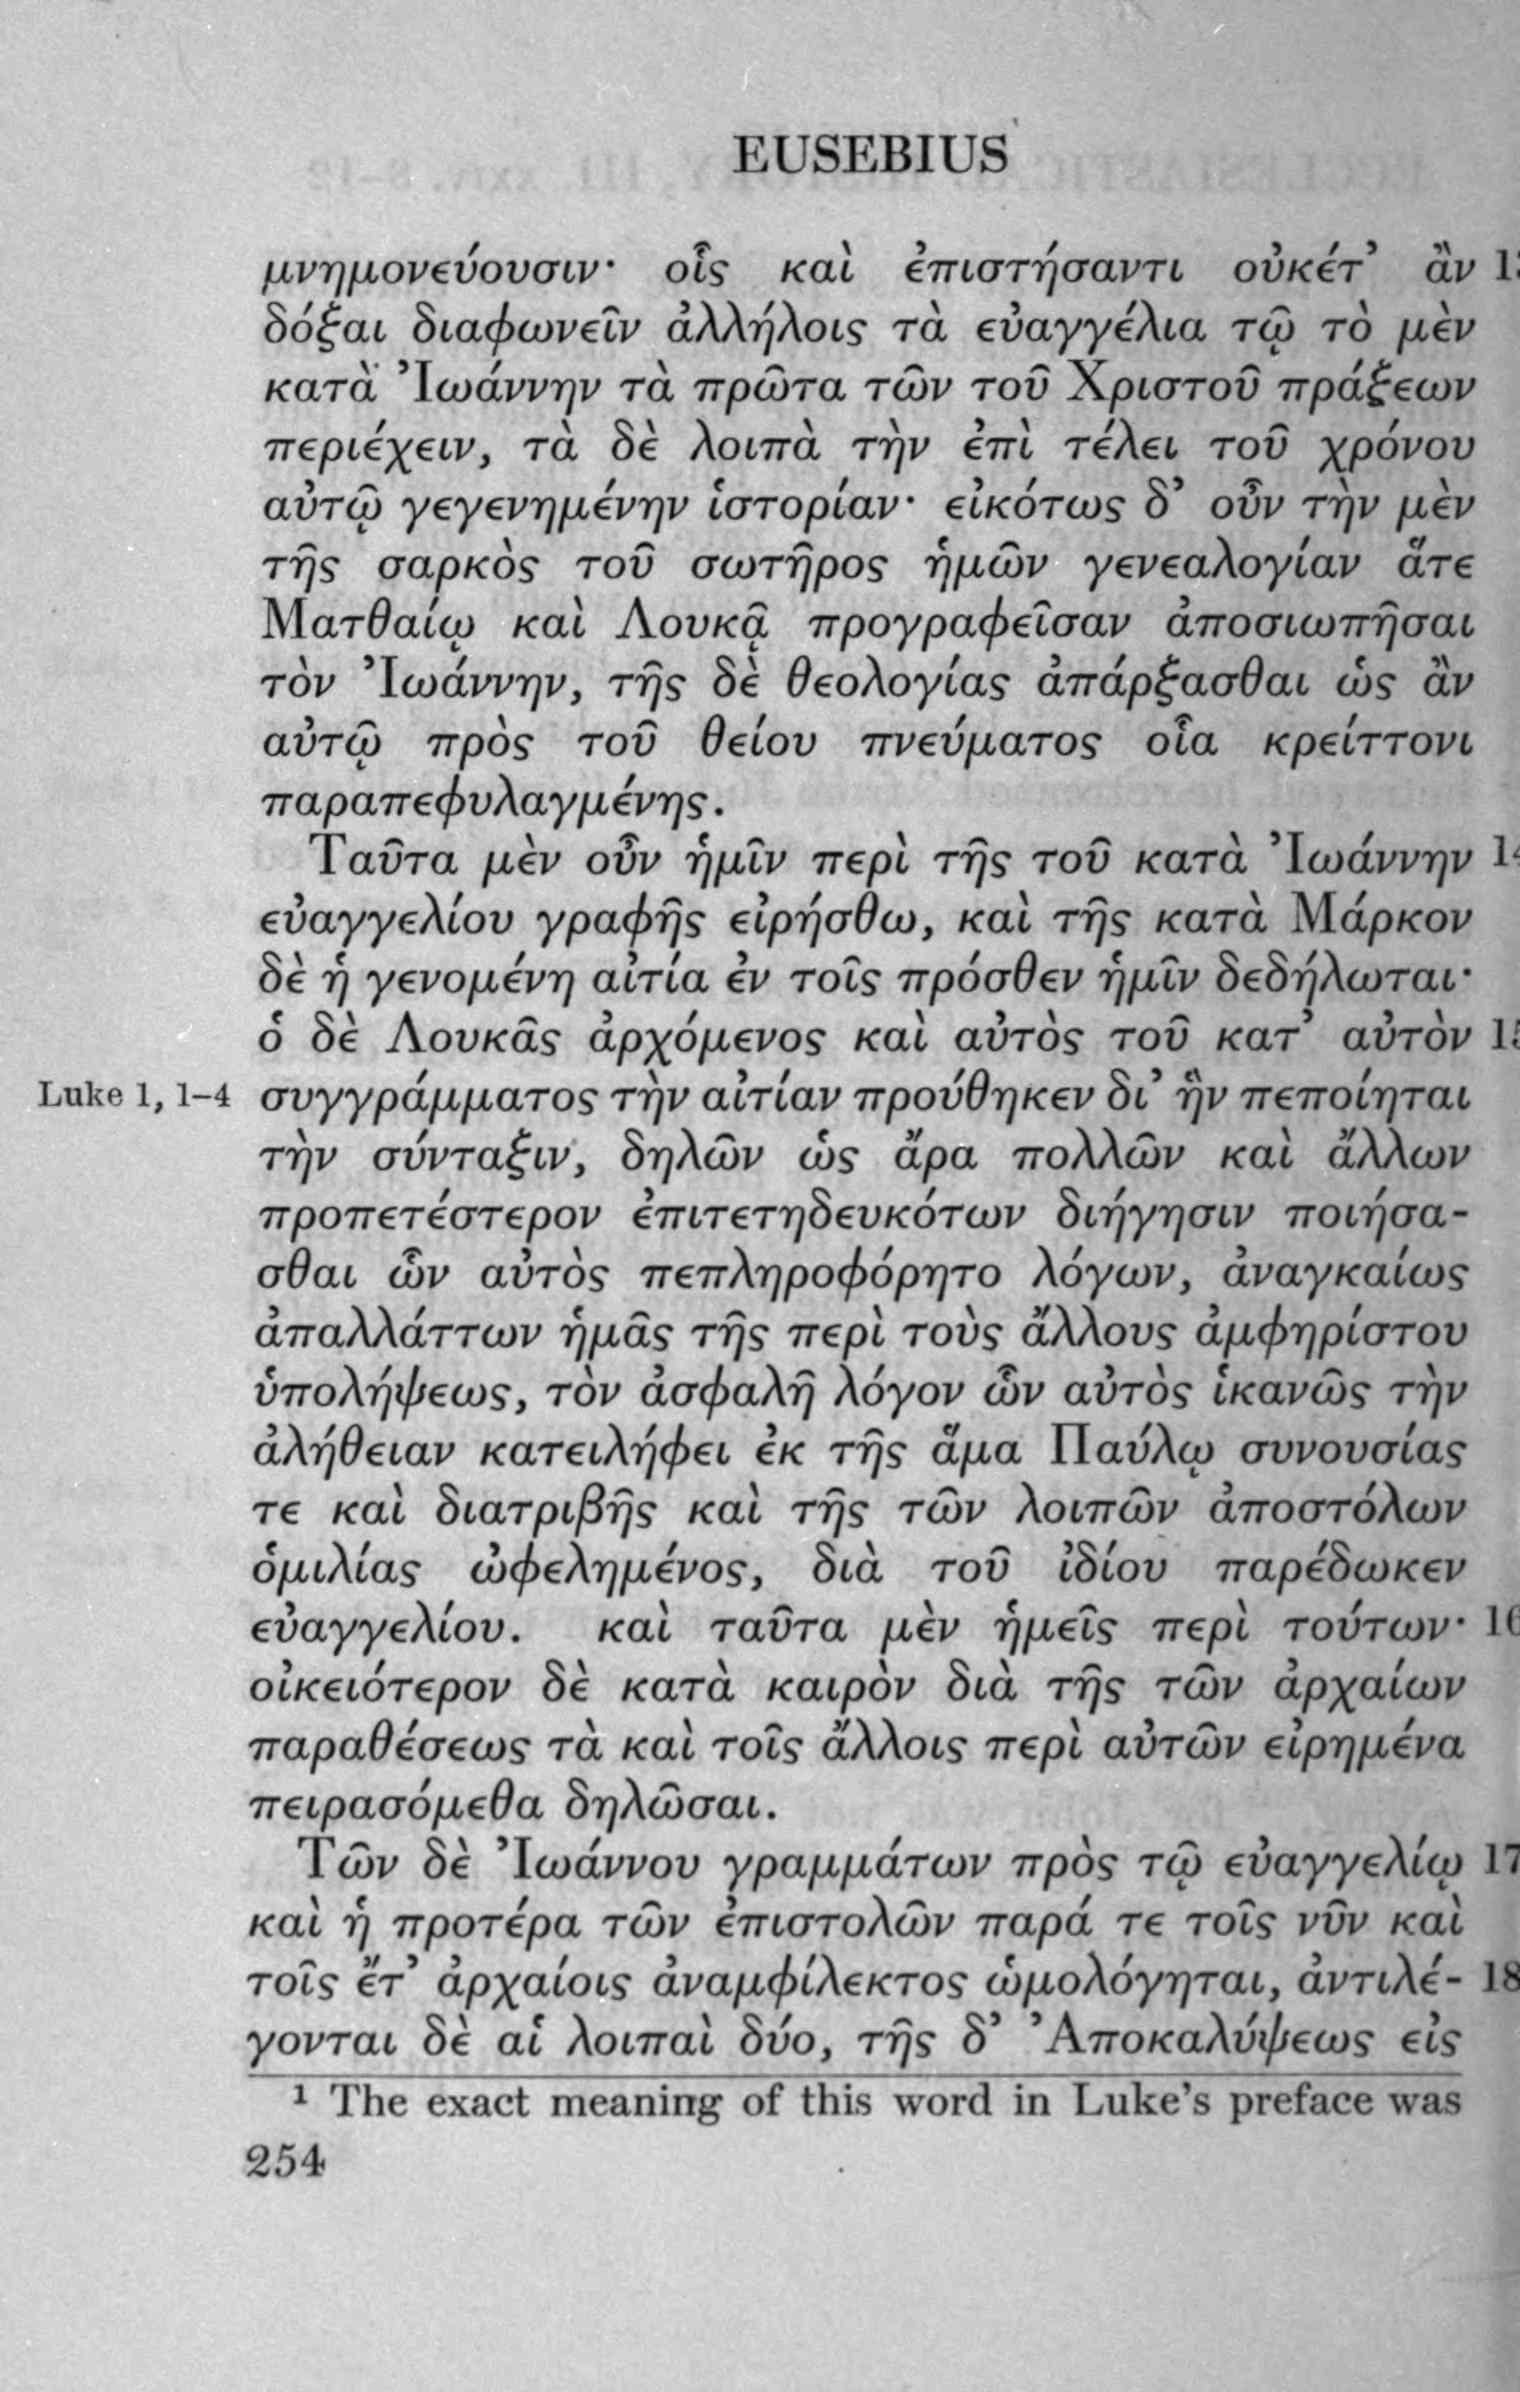 EUSEBIUS
μνημονεύουσιν· οἷς καὶ ἐπιστήσαντι οὐκέτ’ ἂν
δόξαι διαφωνεῖν ἀλλήλοις τὰ εὐαγγέλια τῷ τὸ μὲν
κατὰ Ἰωάννην τὰ πρῶτα τῶν τοῦ Χριστοῦ πράξεων
περιέχειν, τὰ δὲ λοιπὰ τὴν ἐπὶ τέλει τοῦ χρόνου
αὐτῷ γεγενημένην ἱστορίαν· εἰκότως δ’ οὖν τὴν μὲν
τῆς σαρκὸς τοῦ σωτῆρος ἡμῶν γενεαλογίαν ἅτε
Ματθαίῳ καὶ Λουκᾷ προγραφεῖσαν ἀποσιωπῆσαι
τὸν Ἰωάννην, τῆς δὲ θεολογίας ἀπάρξασθαι ὡς ἂν
αὐτῷ πρὸς τοῦ θείου πνεύματος οἷα κρείττονι
παραπεφυλαγμένης.
Ταῦτα μὲν οὖν ἡμῖν περὶ τῆς τοῦ κατὰ Ἰωάννην
εὐαγγελίου γραφῆς εἰρήσθω, καὶ τῆς κατὰ Μάρκον
δὲ ἡ γενομένη αἰτία ἐν τοῖς πρόσθεν ἡμῖν δεδήλωται·
ὁ δὲ Λουκᾶς ἀρχόμενος καὶ αὐτὸς τοῦ κατ’ αὐτὸν
Luke 1, 1–4 συγγράμματος τὴν αἰτίαν προύθηκεν δι’ ἣν πεποίηται
τὴν σύνταξιν, δηλῶν ὡς ἄρα πολλῶν καὶ ἄλλων
προπετέστερον ἐπιτετηδευκότων διήγησιν ποιήσα-
σθαι ὧν αὐτὸς πεπληροφόρητο λόγων, ἀναγκαίως
ἀπαλλάττων ἡμᾶς τῆς περὶ τοὺς ἄλλους ἀμφηρίστου
ὑπολήψεως, τὸν ἀσφαλῆ λόγον ὧν αὐτὸς ἱκανῶς τὴν
ἀλήθειαν κατειλήφει ἐκ τῆς ἅμα Παύλῳ συνουσίας
τε καὶ διατριβῆς καὶ τῆς τῶν λοιπῶν ἀποστόλων
ὁμιλίας ὠφελημένος, διὰ τοῦ ἰδίου παρέδωκεν
εὐαγγελίου. καὶ ταῦτα μὲν ἡμεῖς περὶ τούτων· 16
οἰκειότερον δὲ κατὰ καιρὸν διὰ τῆς τῶν ἀρχαίων
παραθέσεως τὰ καὶ τοῖς ἄλλοις περὶ αὐτῶν εἰρημένα
πειρασόμεθα δηλῶσαι.
Τῶν δὲ Ἰωάννου γραμμάτων πρὸς τῷ εὐαγγελίῳ 17
καὶ ἡ προτέρα τῶν ἐπιστολῶν παρά τε τοῖς νῦν καὶ
τοῖς ἔτ’ ἀρχαίοις ἀναμφίλεκτος ὡμολόγηται, ἀντιλέ- 18
γονται δὲ αἱ λοιπαὶ δύο, τῆς δ’ Ἀποκαλύψεως εἰς
¹ The exact meaning of this word in Luke’s preface was
254